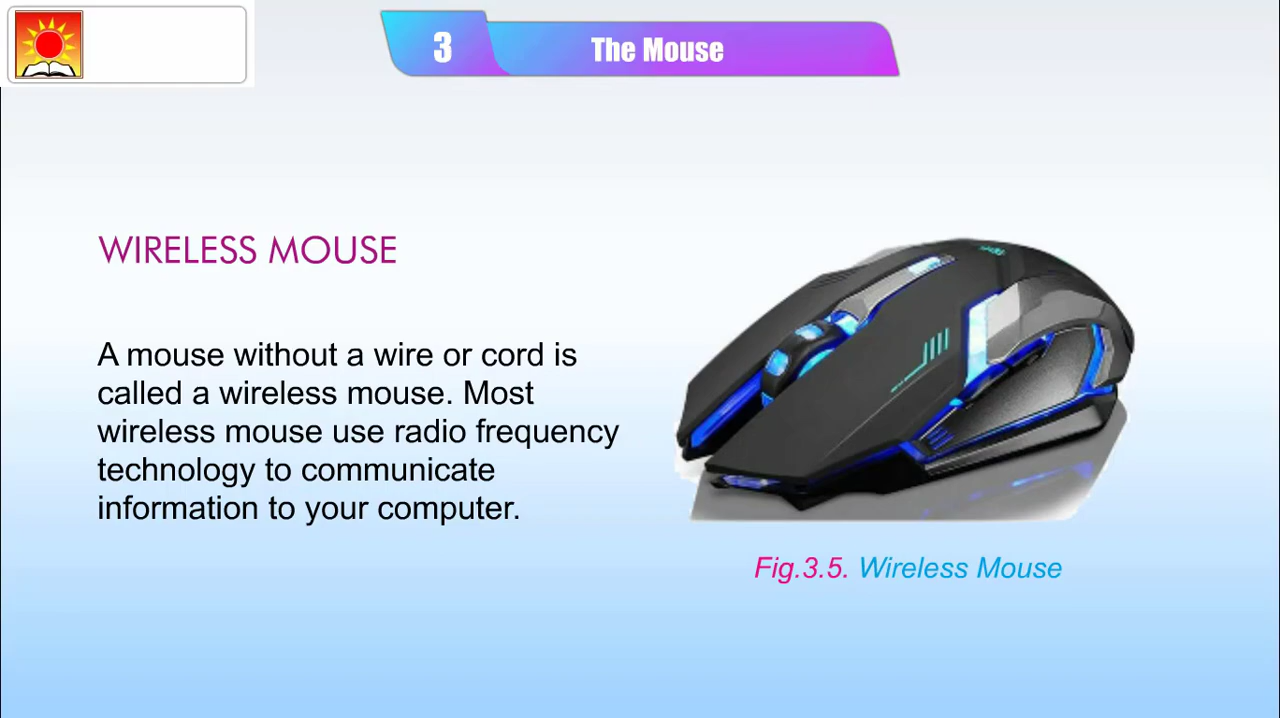 3
The Mouse
WIRELESS MOUSE
A mouse without a wire or cord is
called a wireless mouse. Most
wireless mouse use radio frequency
technology to communicate
information to your computer.
Fig.3.5. Wireless Mouse